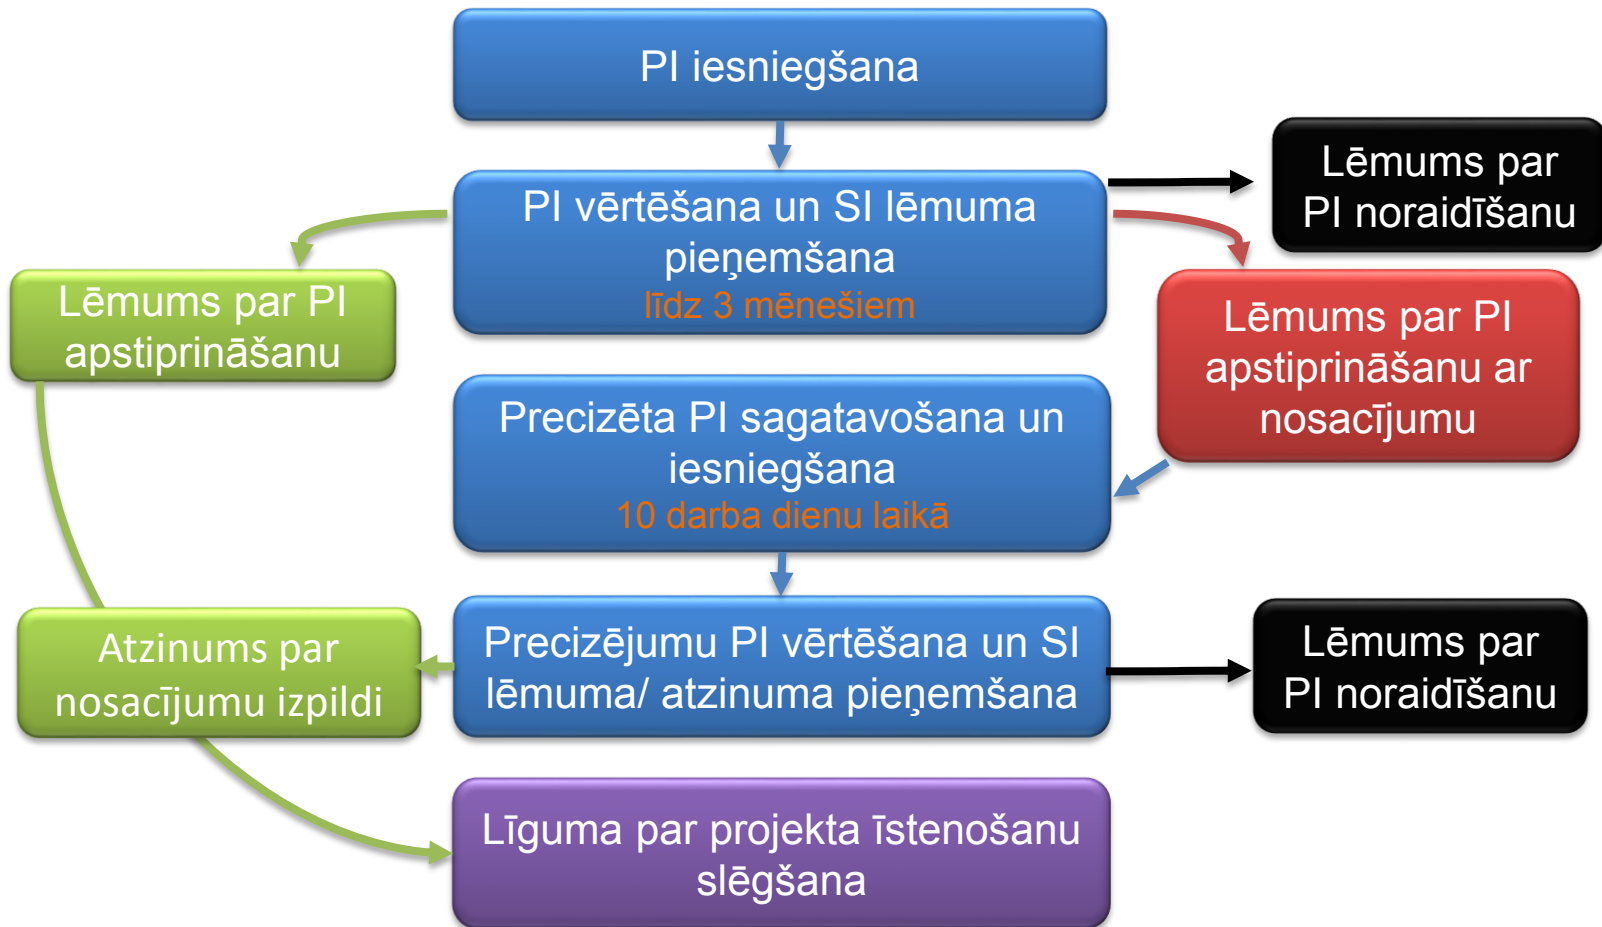 PI iesniegšana
PI vērtēšana un SI lēmuma
pieņemšana
līdz 3 mēnešiem
Lēmums par
PI noraidīšanu
Lēmums par PI
apstiprināšanu
Lēmums par PI
apstiprināšanu ar
nosacījumu
Precizēta PI sagatavošana un
iesniegšana
10 darba dienu laikā
Atzinums par
nosacījumu izpildi
Precizējumu PI vērtēšana un SI
lēmuma/ atzinuma pieņemšana
Lēmums par
PI noraidīšanu
Līguma par projekta īstenošanu
slēgšana